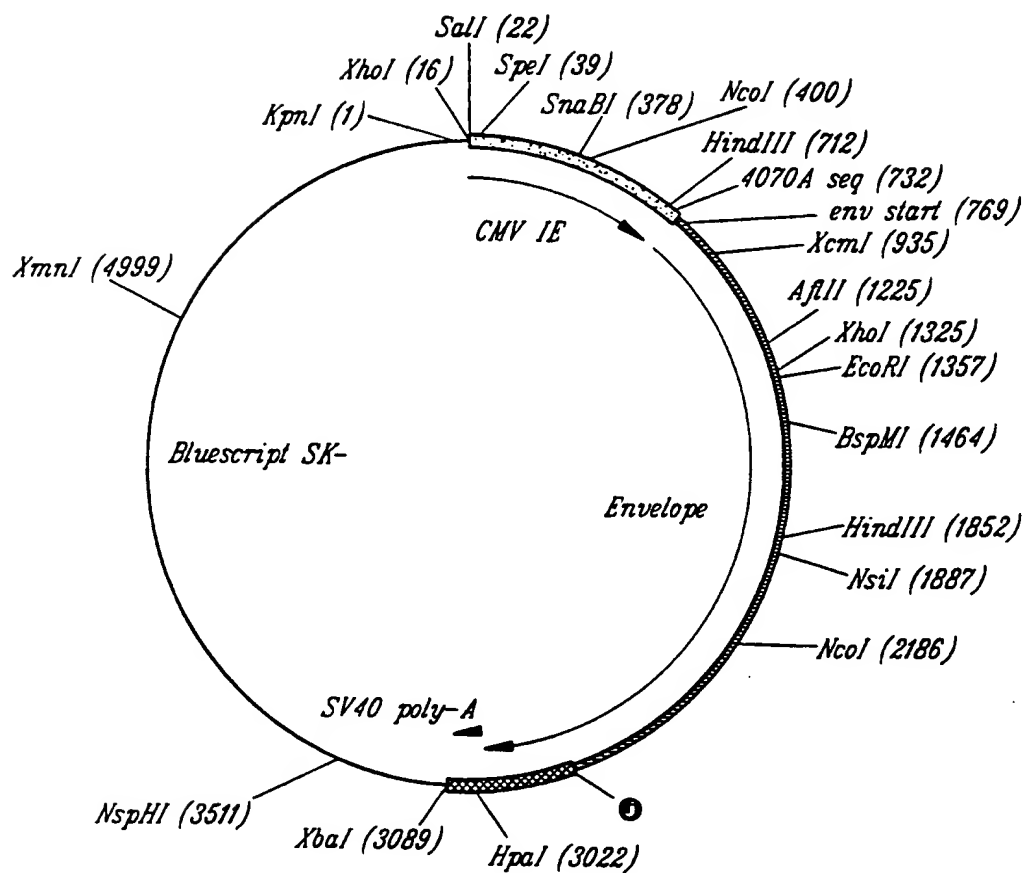 SalI (22)
XhoI (16)
SpeI (39)
KpnI (1)
SnaBI (378)
NcoI (400)
HindIII (712)
4070A seq (732)
env start (769)
CMV IE
XcmI (935)
XmnI (4999)
AflII (1225)
XhoI (1325)
EcoRI (1357)
BspMI (1464)
Bluescript SK-
Envelope
HindIII (1852)
NsiI (1887)
NcoI (2186)
SV40 poly-A
NspHI (3511)
XbaI (3089)
HpaI (3022)